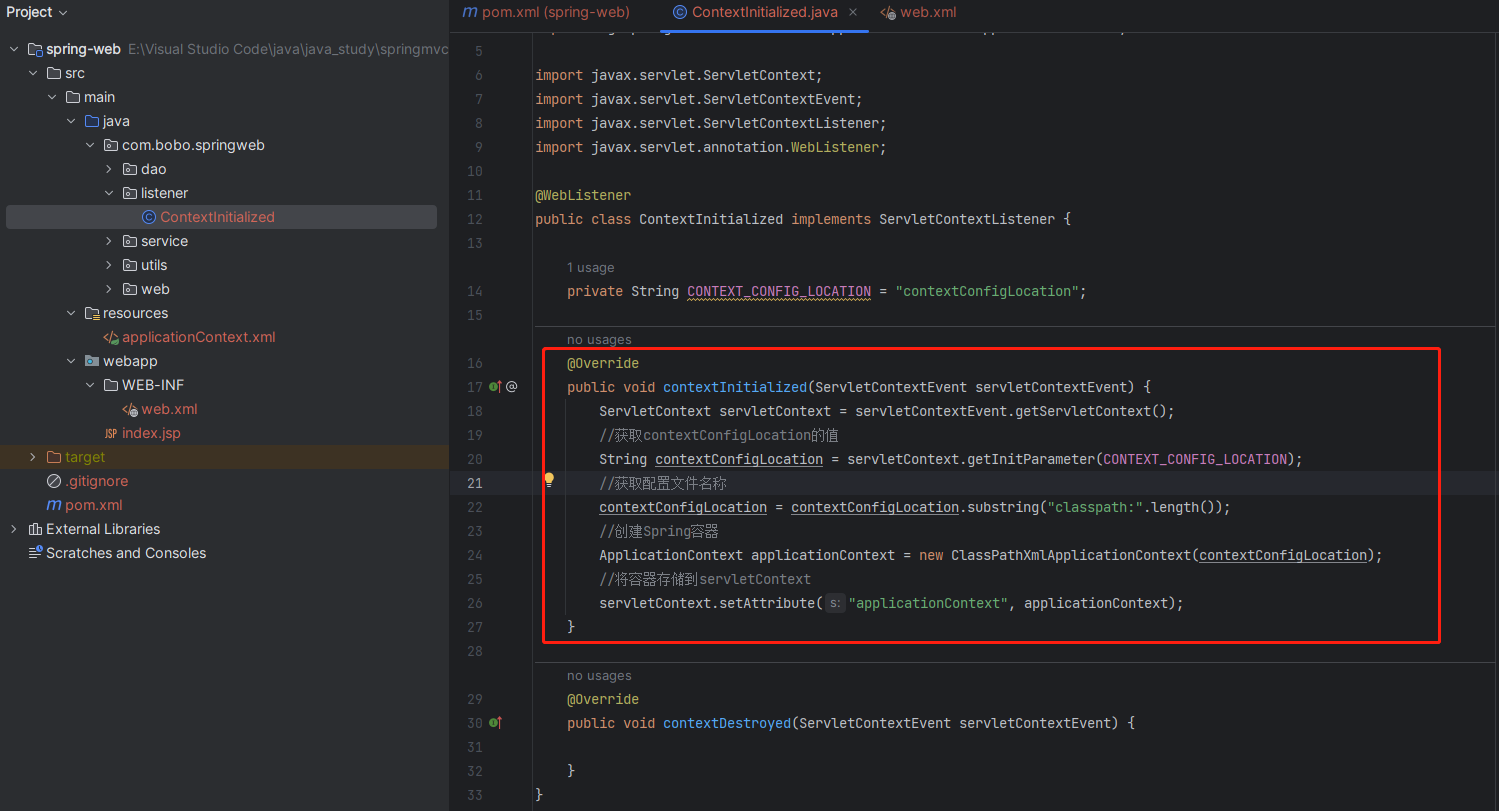 Project
spring-web E:\Visual Studio Code\java\java_study\springmvc
src
main
java
com.bobo.springweb
dao
listener
ContextInitialized
service
utils
web
resources
applicationContext.xml
webapp
WEB-INF
web.xml
JSP index.jsp
target
.gitignore
m pom.xml
External Libraries
Scratches and Consoles
m pom.xml (spring-web) © ContextInitialized.java × web.xml
5
6 import javax.servlet.ServletContext;
7 import javax.servlet.ServletContextEvent;
8 import javax.servlet.ServletContextListener;
9 import javax.servlet.annotation.WebListener;
10
11 @WebListener
12 public class ContextInitialized implements ServletContextListener {
13
1 usage
14 private String CONTEXT_CONFIG_LOCATION = "contextConfigLocation";
15
no usages
16 @Override
17 public void contextInitialized(ServletContextEvent servletContextEvent) {
18 ServletContext servletContext = servletContextEvent.getServletContext();
19 //获取contextConfigLocation的值
20 String contextConfigLocation = servletContext.getInitParameter(CONTEXT_CONFIG_LOCATION);
21 //获取配置文件名称
22 contextConfigLocation = contextConfigLocation.substring("classpath:".length());
23 //创建Spring容器
24 ApplicationContext applicationContext = new ClassPathXmlApplicationContext(contextConfigLocation);
25 //将容器存储到servletContext
26 servletContext.setAttribute( s: "applicationContext", applicationContext);
27 }
28
no usages
29 @Override
30 public void contextDestroyed(ServletContextEvent servletContextEvent) {
31
32 }
33 }